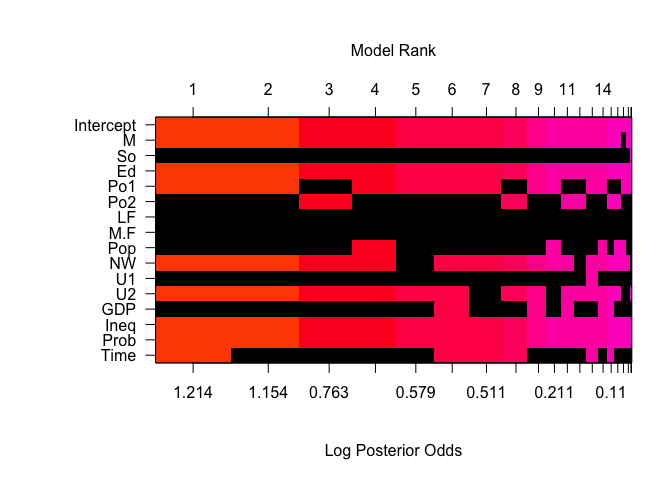 Model Rank
1 2 3 4 5 6 7 8 9 11 14
Intercept
M
So
Ed
Po1
Po2
LF
M.F
Pop
NW
U1
U2
GDP
Ineq
Prob
Time
1.214 1.154 0.763 0.579 0.511 0.211 0.11
Log Posterior Odds